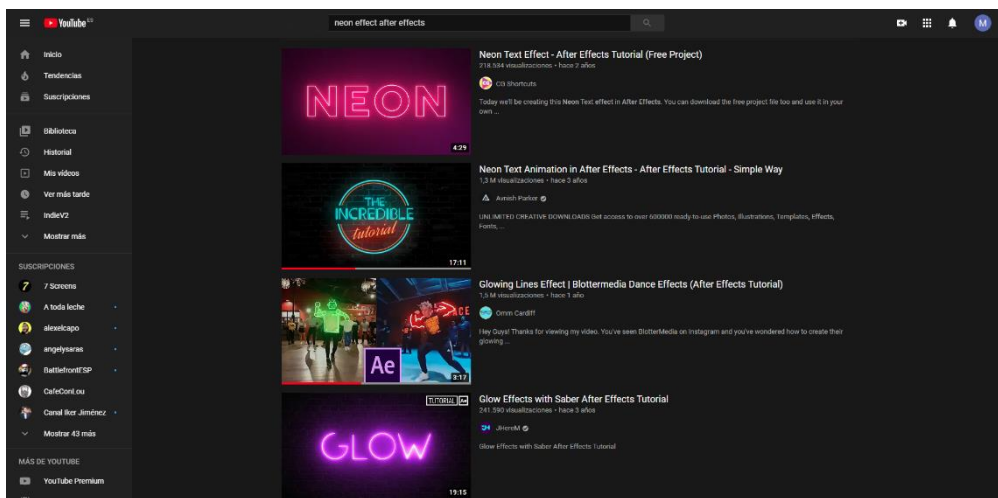 YouTube ES
neon effect after effects
M
Inicio
Tendencias
Suscripciones
Biblioteca
Historial
Mis vídeos
Ver más tarde
IndieV2
Mostrar más
SUSCRIPCIONES
7 Screens
A toda leche
alexelcapo
angelysaras
BattlefrontESP
CafeConLou
Canal Iker Jiménez
Mostrar 43 más
MÁS DE YOUTUBE
YouTube Premium
NEON
4:29
Neon Text Effect - After Effects Tutorial (Free Project)
218.534 visualizaciones • hace 2 años
CG Shortcuts
Today we'll be creating this Neon Text effect in After Effects. You can download the free project file too and use it in your
own ...
THE
INCREDIBLE
tutorial
17:11
Neon Text Animation in After Effects - After Effects Tutorial - Simple Way
1,3 M visualizaciones • hace 3 años
Avnish Parker
UNLIMITED CREATIVE DOWNLOADS Get access to over 600000 ready-to-use Photos, Illustrations, Templates, Effects,
Fonts, ...
ACE
Ae
3:17
Glowing Lines Effect | Blottermedia Dance Effects (After Effects Tutorial)
1,5 M visualizaciones • hace 1 año
Orrin Cardiff
Hey Guys! Thanks for viewing my video. You've seen BlotterMedia on Instagram and you've wondered how to create their
glowing ...
TUTORIAL Ae
GLOW
19:15
Glow Effects with Saber After Effects Tutorial
241.590 visualizaciones • hace 3 años
JHereM
Glow Effects with Saber After Effects Tutorial